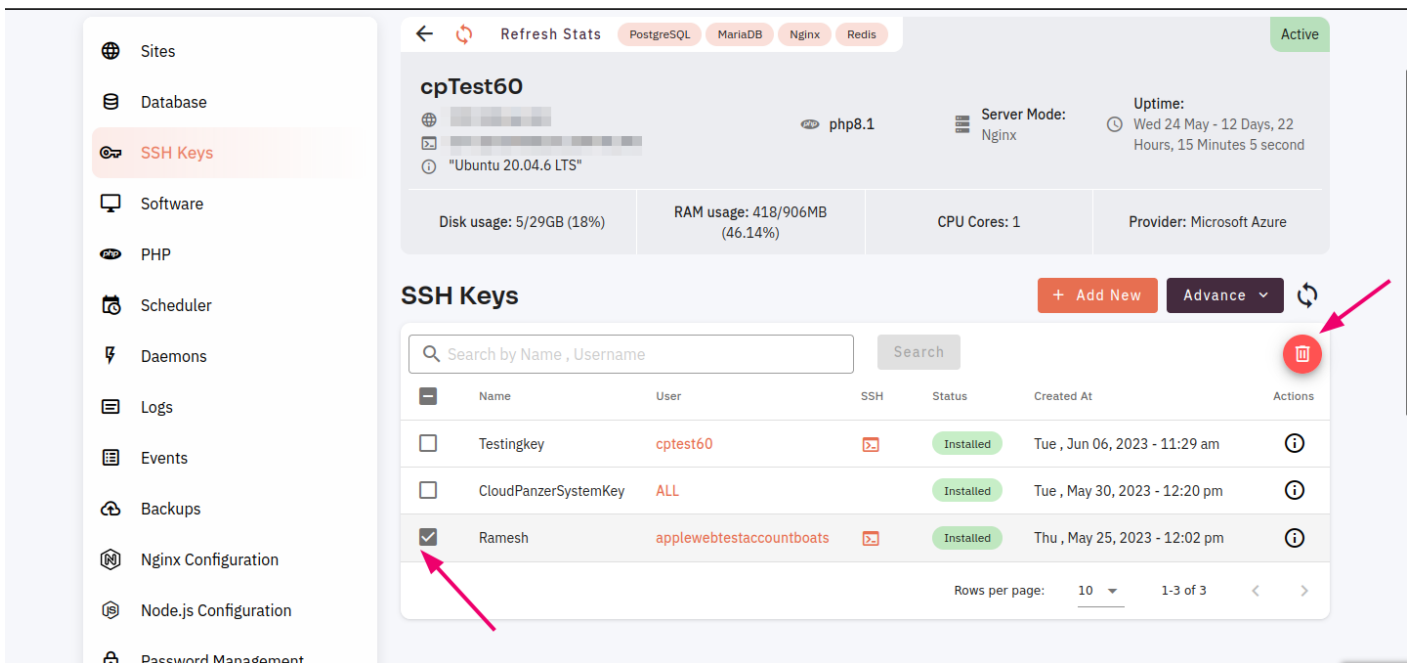 Sites
Database
SSH Keys
Software
PHP
Scheduler
Daemons
Logs
Events
Backups
Nginx Configuration
Node.js Configuration
Password Management
Refresh Stats PostgreSQL MariaDB Nginx Redis Active
cpTest60
"Ubuntu 20.04.6 LTS"
php8.1
Server Mode:
Nginx
Uptime:
Wed 24 May - 12 Days, 22
Hours, 15 Minutes 5 second
Disk usage: 5/29GB (18%)
RAM usage: 418/906MB
(46.14%)
CPU Cores: 1
Provider: Microsoft Azure
SSH Keys + Add New Advance
Search by Name , Username Search
Name User SSH Status Created At Actions
Testingkey cptest60 Installed Tue , Jun 06, 2023 - 11:29 am
CloudPanzerSystemKey ALL Installed Tue , May 30, 2023 - 12:20 pm
Ramesh applewebtestaccountboats Installed Thu , May 25, 2023 - 12:02 pm
Rows per page: 10 1-3 of 3